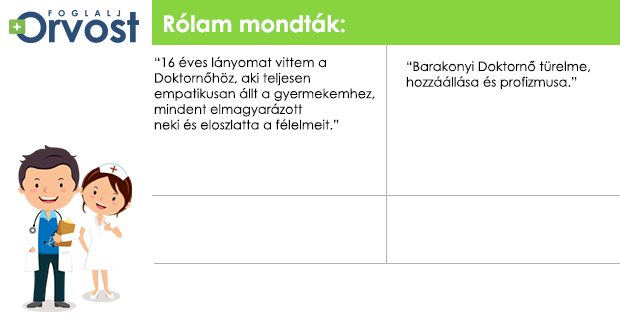 FOGLALJ
Orvost
Rólam mondták:
“16 éves lányomat vittem a
Doktornőhöz, aki teljesen
empatikusan állt a gyermekemhez,
mindent elmagyarázott
neki és eloszlatta a félelmeit.”
“Barakonyi Doktornő türelme,
hozzáállása és profizmusa.”